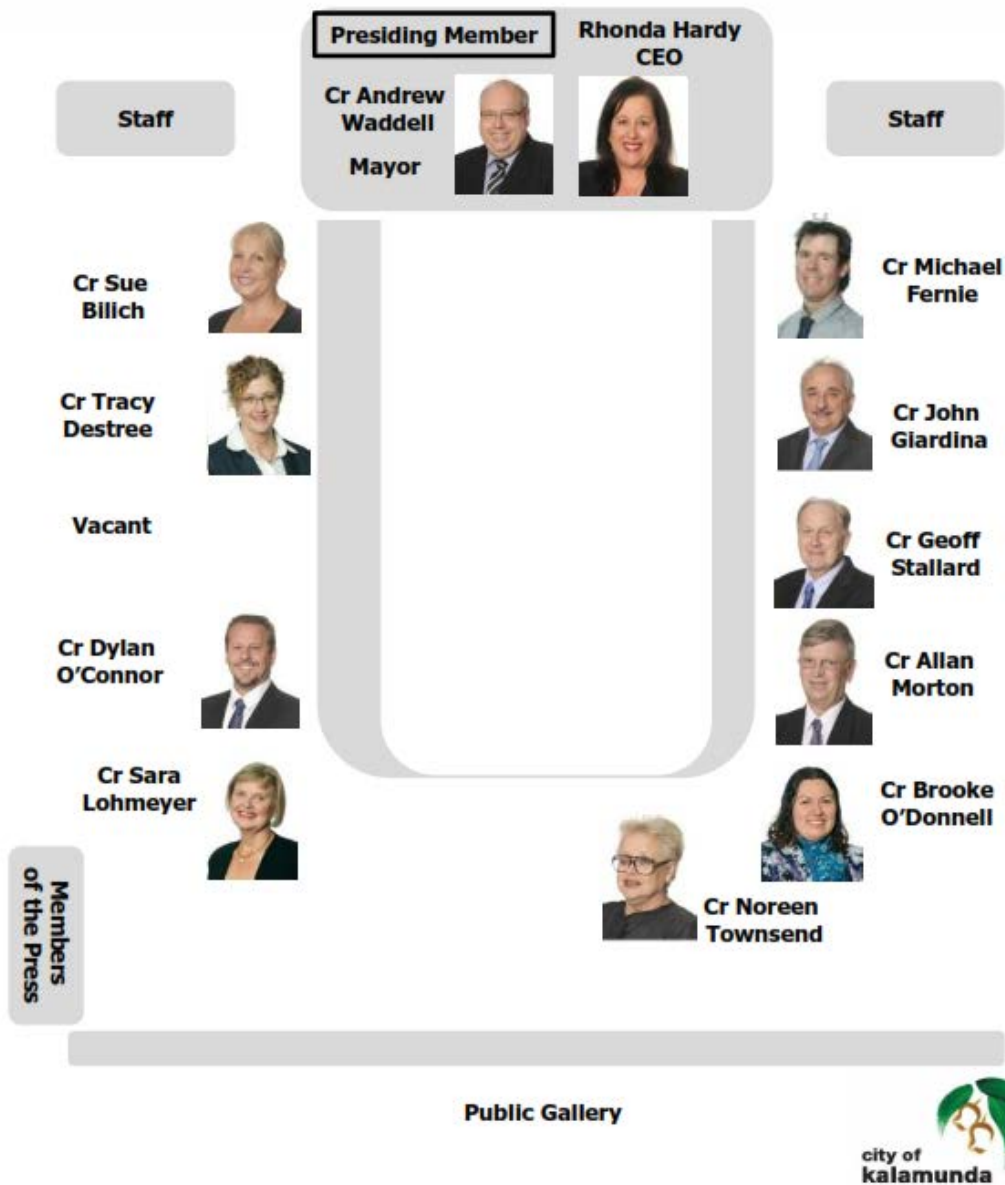 Presiding Member
Rhonda Hardy
CEO
Cr Andrew
Waddell
Mayor
Staff
Staff
Cr Sue
Bilich
Cr Michael
Fernie
Cr Tracy
Destree
Cr John
Giardina
Vacant
Cr Geoff
Stallard
Cr Dylan
O'Connor
Cr Allan
Morton
Cr Sara
Lohmeyer
Cr Brooke
O'Donnell
Cr Noreen
Townsend
Members
of the Press
Public Gallery
city of
kalamunda